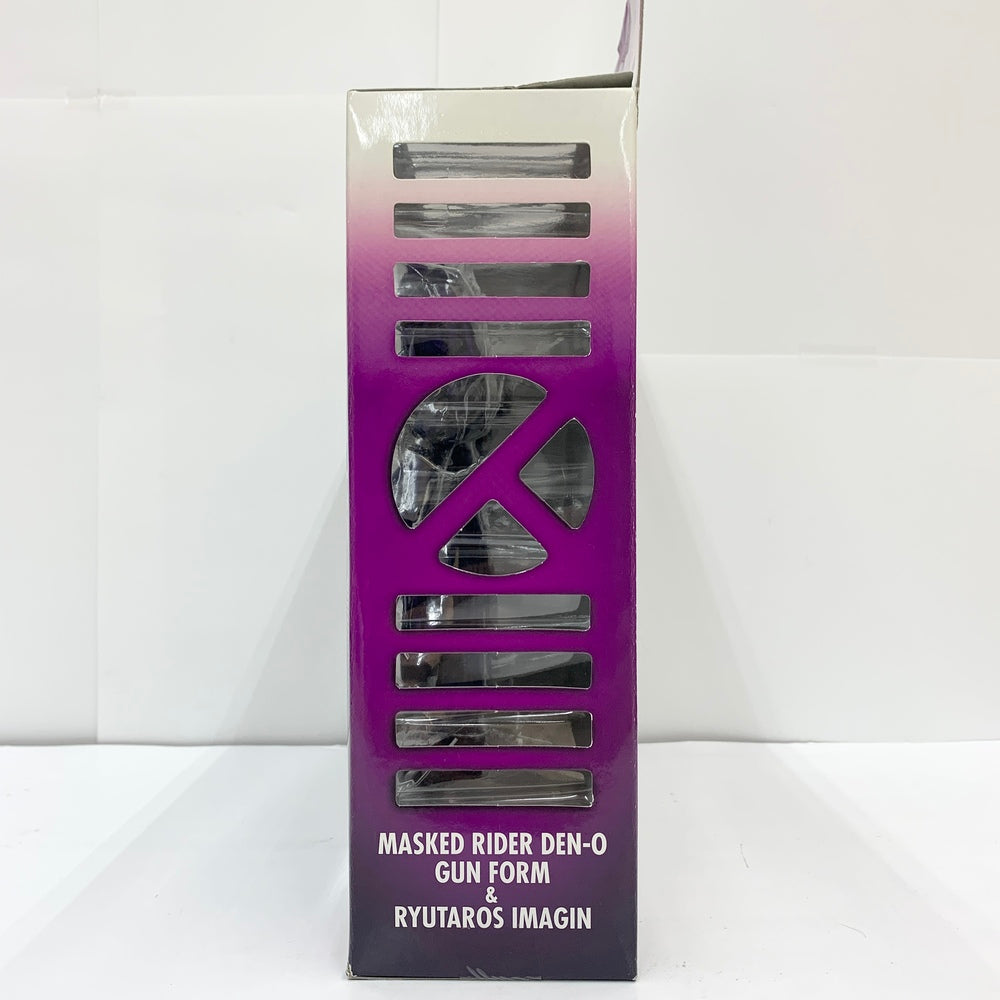 MASKED RIDER DEN-O
GUN FORM
&
RYUTAROS IMAGIN